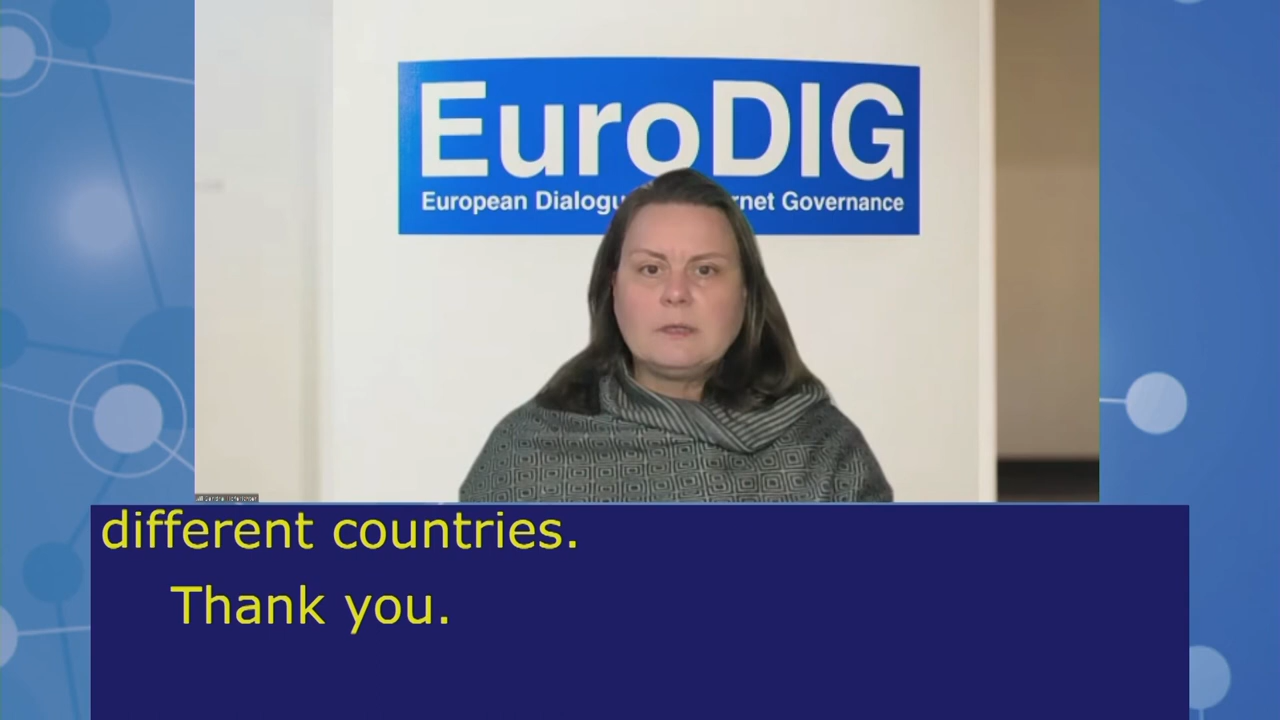 EuroDIG
European Dialogu rnet Governance
different countries.
Thank you.